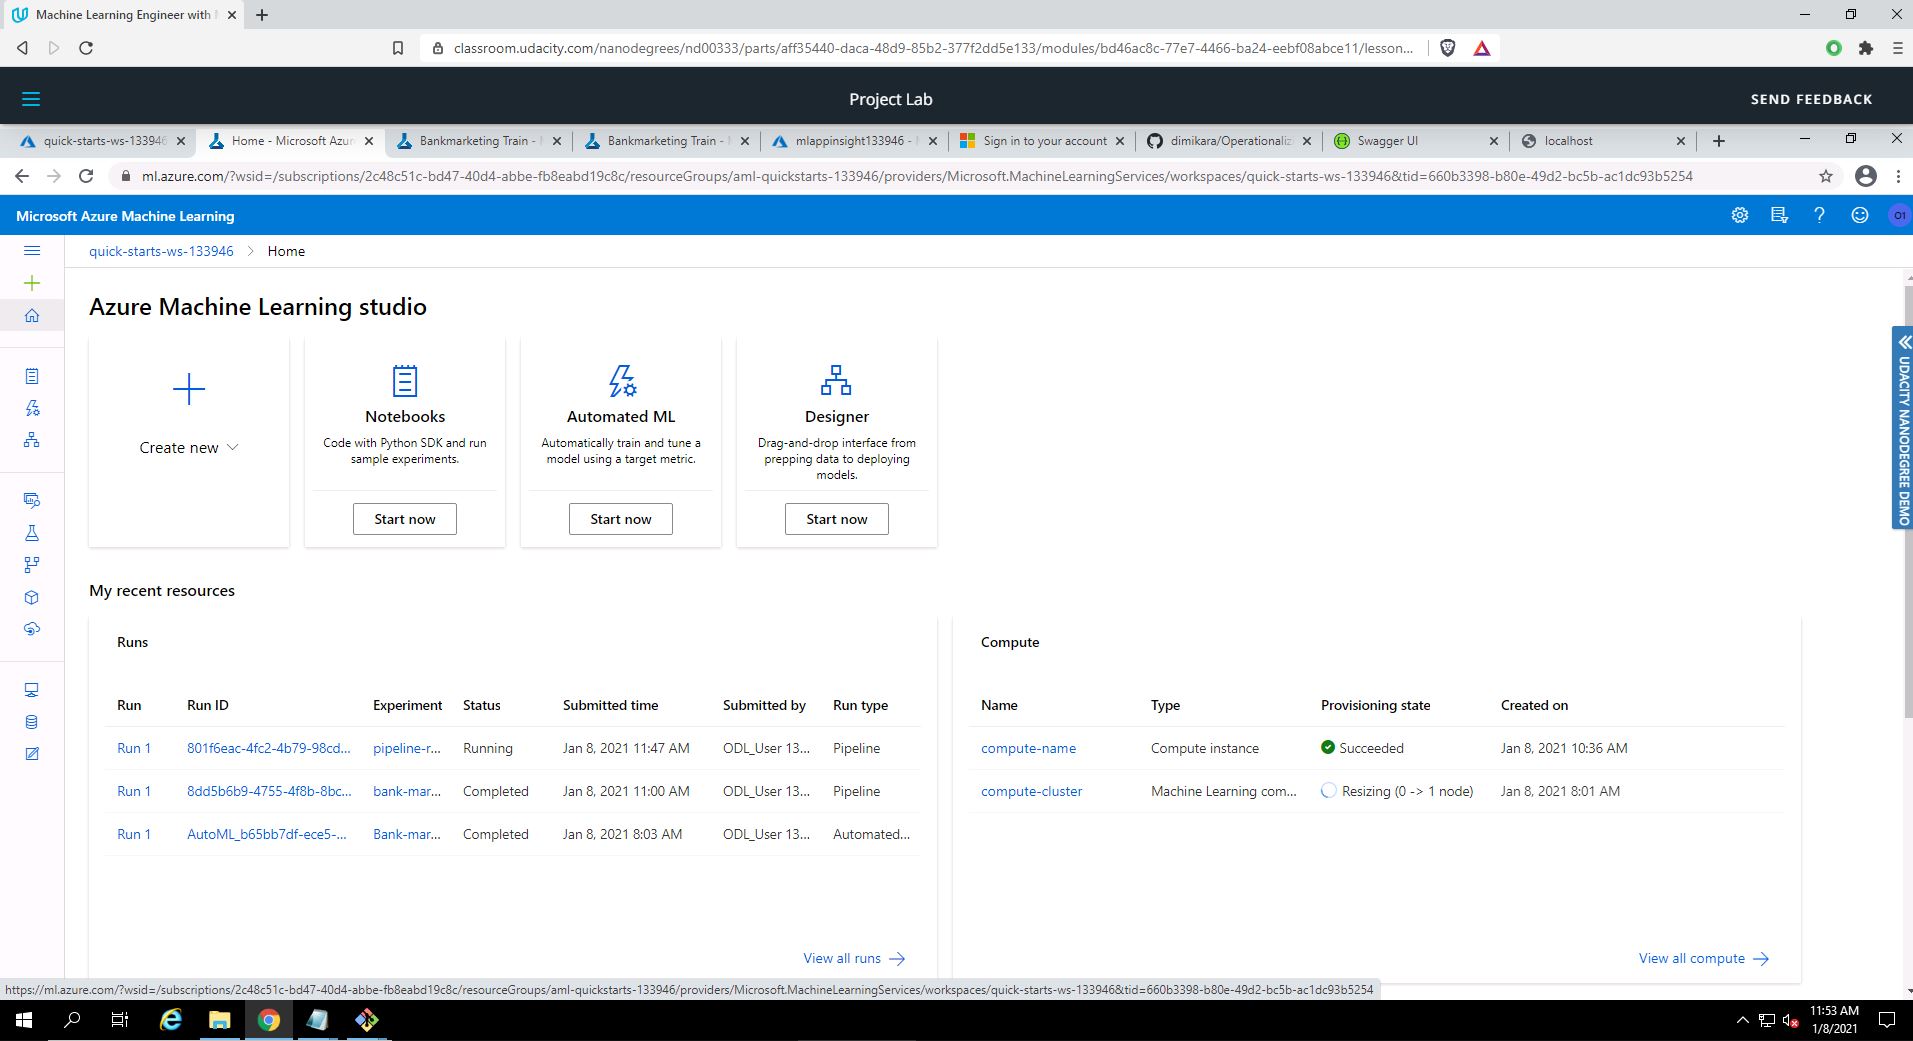 Machine Learning Engineer with
classroom.udacity.com/nanodegrees/nd00333/parts/aff35440-daca-48d9-85b2-377f2dd5e133/modules/bd46ac8c-77e7-4466-ba24-eebf08abce11/lesson...
Project Lab
SEND FEEDBACK
quick-starts-ws-133946
Home - Microsoft Azur
Bankmarketing Train -
Bankmarketing Train -
mlappinsight133946 -
Sign in to your account
dimikara/Operationaliz
Swagger UI
localhost
ml.azure.com/?wsid=/subscriptions/2c48c51c-bd47-40d4-abbe-fb8eabd19c8c/resourceGroups/aml-quickstarts-133946/providers/Microsoft.MachineLearningServices/workspaces/quick-starts-ws-133946&tid=660b3398-b80e-49d2-bc5b-ac1dc93b5254
Microsoft Azure Machine Learning
O1
quick-starts-ws-133946 > Home
Azure Machine Learning studio
Create new
Notebooks
Code with Python SDK and run
sample experiments.
Start now
Automated ML
Automatically train and tune a
model using a target metric.
Start now
Designer
Drag-and-drop interface from
prepping data to deploying
models.
Start now
UDACITY NANODEGREE DEMO
My recent resources
Runs
Run Run ID Experiment Status Submitted time Submitted by Run type
Run 1 801f6eac-4fc2-4b79-98cd... pipeline-r... Running Jan 8, 2021 11:47 AM ODL_User 13... Pipeline
Run 1 8dd5b6b9-4755-4f8b-8bc... bank-mar... Completed Jan 8, 2021 11:00 AM ODL_User 13... Pipeline
Run 1 AutoML_b65bb7df-ece5-... Bank-mar... Completed Jan 8, 2021 8:03 AM ODL_User 13... Automated...
View all runs
Compute
Name Type Provisioning state Created on
compute-name Compute instance Succeeded Jan 8, 2021 10:36 AM
compute-cluster Machine Learning com... Resizing (0 -> 1 node) Jan 8, 2021 8:01 AM
View all compute
https://ml.azure.com/?wsid=/subscriptions/2c48c51c-bd47-40d4-abbe-fb8eabd19c8c/resourceGroups/aml-quickstarts-133946/providers/Microsoft.MachineLearningServices/workspaces/quick-starts-ws-133946&tid=660b3398-b80e-49d2-bc5b-ac1dc93b5254
11:53 AM
1/8/2021